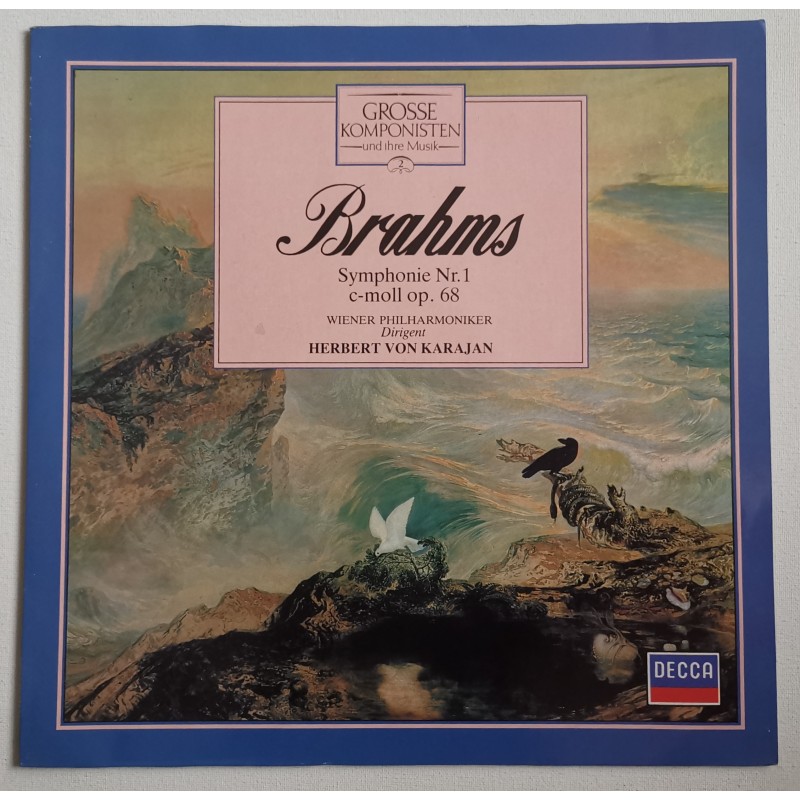 GROSSE
KOMPONISTEN
und ihre Musik
2
Brahms
Symphonie Nr.1
c-moll op. 68
WIENER PHILHARMONIKER
Dirigent
HERBERT VON KARAJAN
DECCA